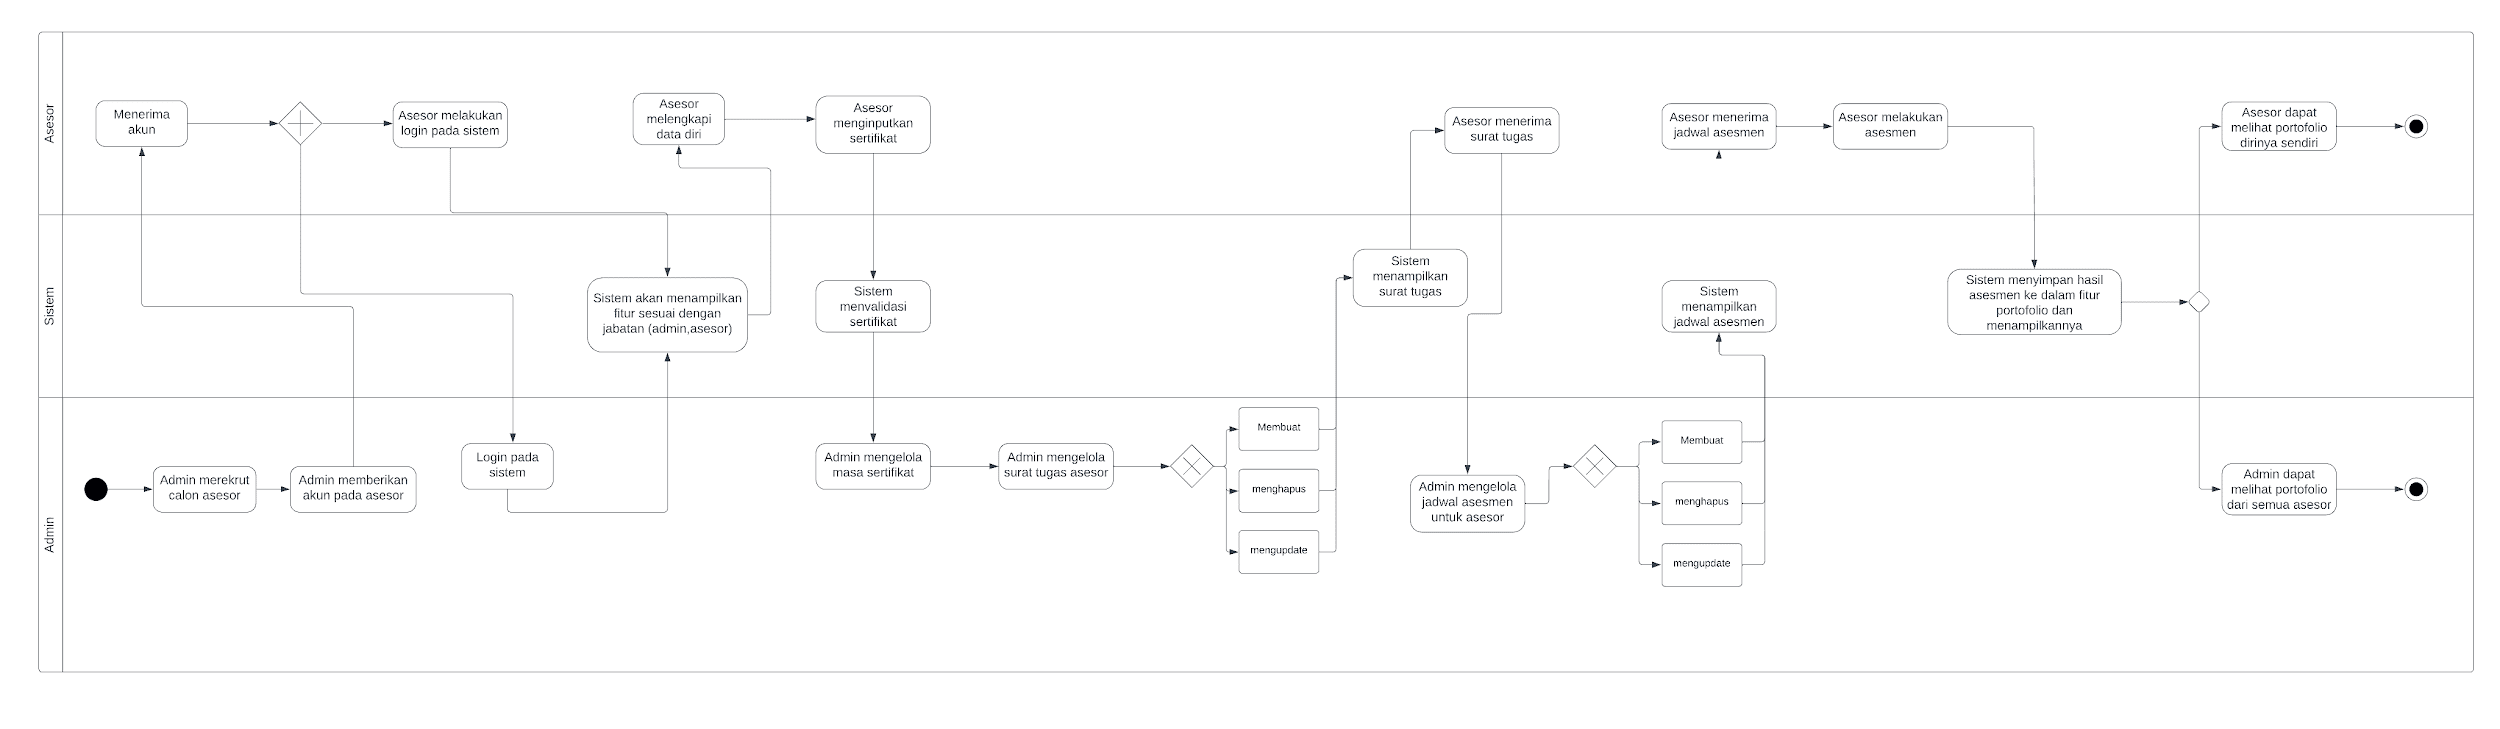 Asesor
Menerima
akun
Asesor melakukan
login pada sistem
Asesor
melengkapi
data diri
Asesor
menginputkan
sertifikat
Asesor menerima
surat tugas
Asesor menerima
jadwal asesmen
Asesor melakukan
asesmen
Asesor dapat
melihat portofolio
dirinya sendiri
Sistem
Sistem akan menampilkan
fitur sesuai dengan
jabatan (admin,asesor)
Sistem
menvalidasi
sertifikat
Sistem
menampilkan
surat tugas
Sistem
menampilkan
jadwal asesmen
Sistem menyimpan hasil
asesmen ke dalam fitur
portofolio dan
menampilkannya
Admin
Admin merekrut
calon asesor
Admin memberikan
akun pada asesor
Login pada
sistem
Admin mengelola
masa sertifikat
Admin mengelola
surat tugas asesor
Membuat
menghapus
mengupdate
Admin mengelola
jadwal asesmen
untuk asesor
Membuat
menghapus
mengupdate
Admin dapat
melihat portofolio
dari semua asesor